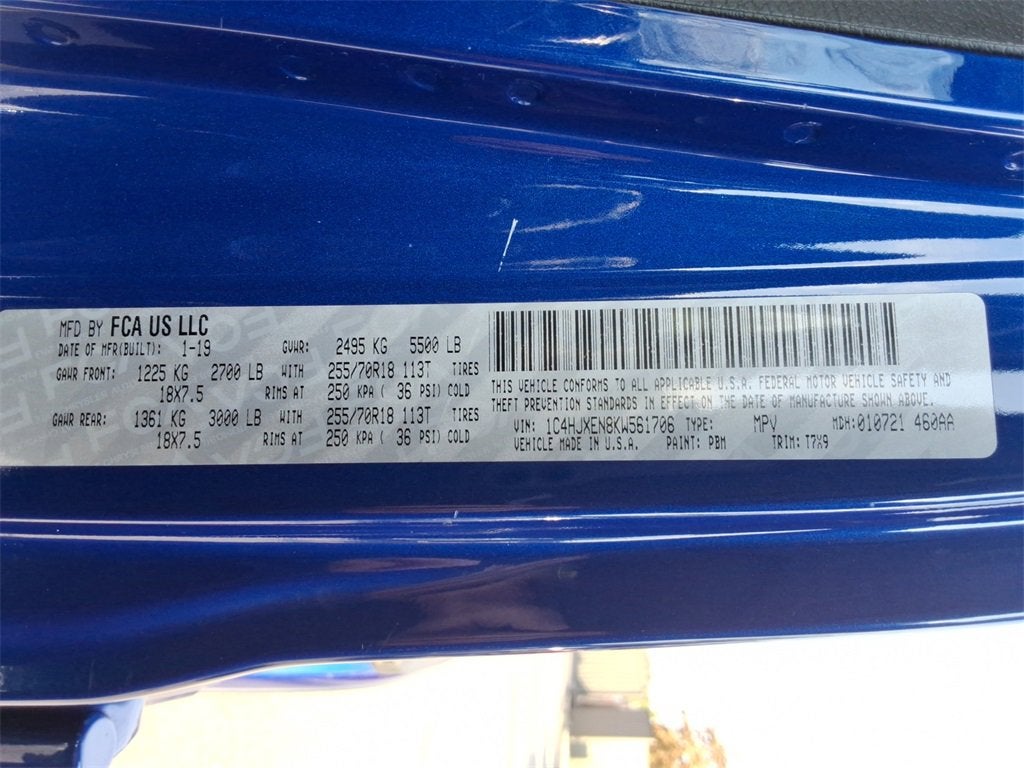 MFD BY FCA US LLC
DATE OF MFR(BUILT): 1-19 GVWR: 2495 KG 5500 LB
GAWR FRONT: 1225 KG 2700 LB WITH 255/70R18 113T TIRES
18X7.5 RIMS AT 250 KPA ( 36 PSI) COLD
GAWR REAR: 1361 KG 3000 LB WITH 255/70R18 113T TIRES
18X7.5 RIMS AT 250 KPA ( 36 PSI) COLD
THIS VEHICLE CONFORMS TO ALL APPLICABLE U.S.A. FEDERAL MOTOR VEHICLE SAFETY AND
THEFT PREVENTION STANDARDS IN EFFECT ON THE DATE OF MANUFACTURE SHOWN ABOVE.
VIN: 1C4HJXEN8KW561706 TYPE: MPV MDH:010721 460AA
VEHICLE MADE IN U.S.A. PAINT: PBM TRIM: T7X9